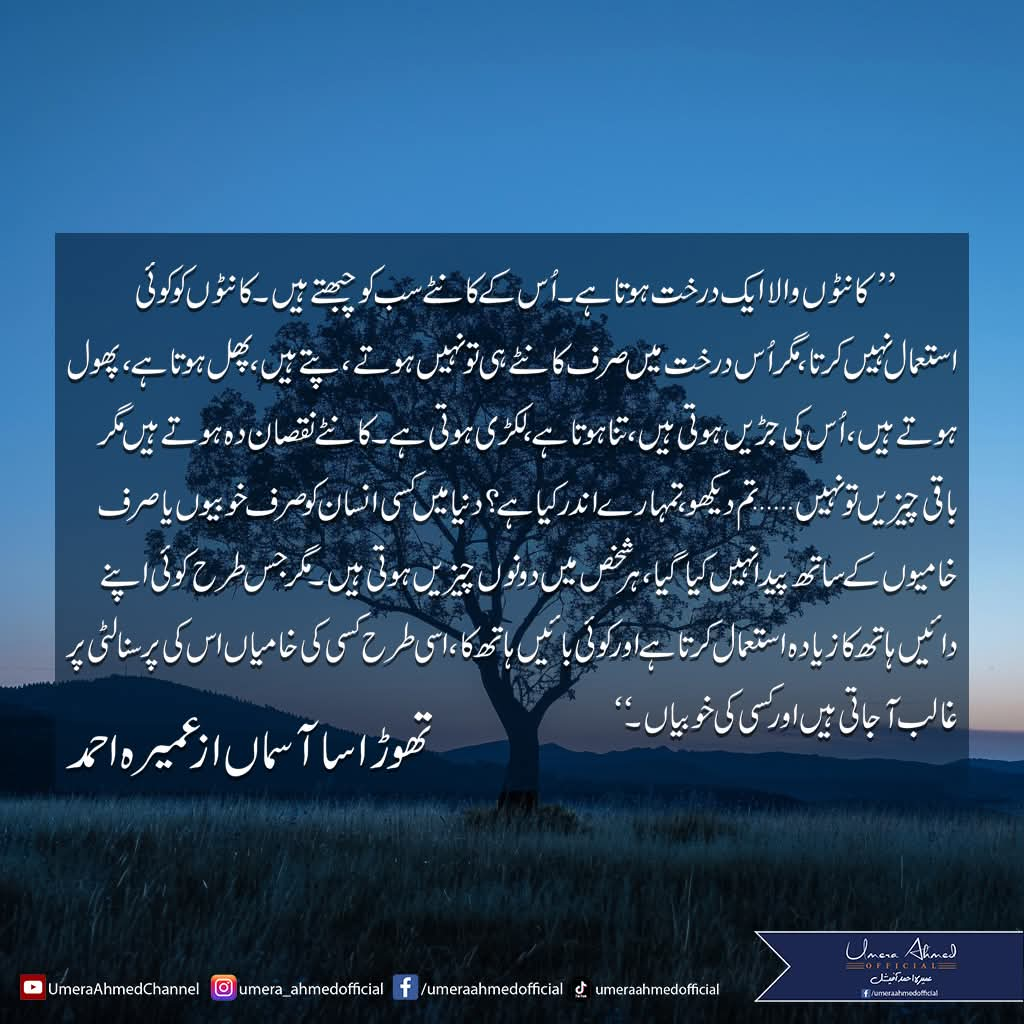 ’’ کانٹوں والا ایک درخت ہوتا ہے۔ اُس کے کانٹے سب کو چبھتے ہیں۔ کانٹوں کو کوئی
استعمال نہیں کرتا، مگر اُس درخت میں صرف کانٹے ہی تو نہیں ہوتے، پتے ہیں، پھل ہوتا ہے، پھول
ہوتے ہیں، اُس کی جڑیں ہوتی ہیں، تنا ہوتا ہے، لکڑی ہوتی ہے۔ کانٹے نقصان دہ ہوتے ہیں مگر
باقی چیزیں تو نہیں.....تم دیکھو، تمہارے اندر کیا ہے؟ دنیا میں کسی انسان کو صرف خوبیوں یا صرف
خامیوں کے ساتھ پیدا نہیں کیا گیا، ہر شخص میں دونوں چیزیں ہوتی ہیں۔ مگر جس طرح کوئی اپنے
دائیں ہاتھ کا زیادہ استعمال کرتا ہے اور کوئی بائیں ہاتھ کا، اسی طرح کسی کی خامیاں اس کی پرسنالٹی پر
غالب آ جاتی ہیں اور کسی کی خوبیاں۔‘‘
تھوڑا سا آسماں از عمیرہ احمد
Umera Ahmed
OFFICIAL
عمیرہ احمد آفیشل
/umeraahmedofficial
UmeraAhmedChannel umera_ahmedofficial /umeraahmedofficial umeraahmedofficial